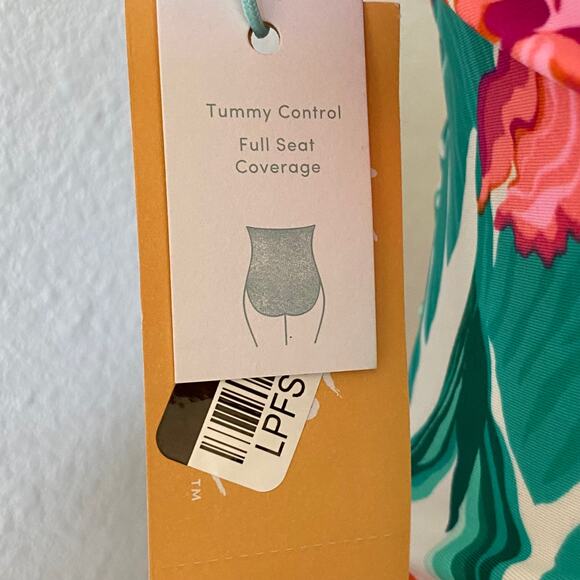 Tummy Control
Full Seat
Coverage
LPFS
TM